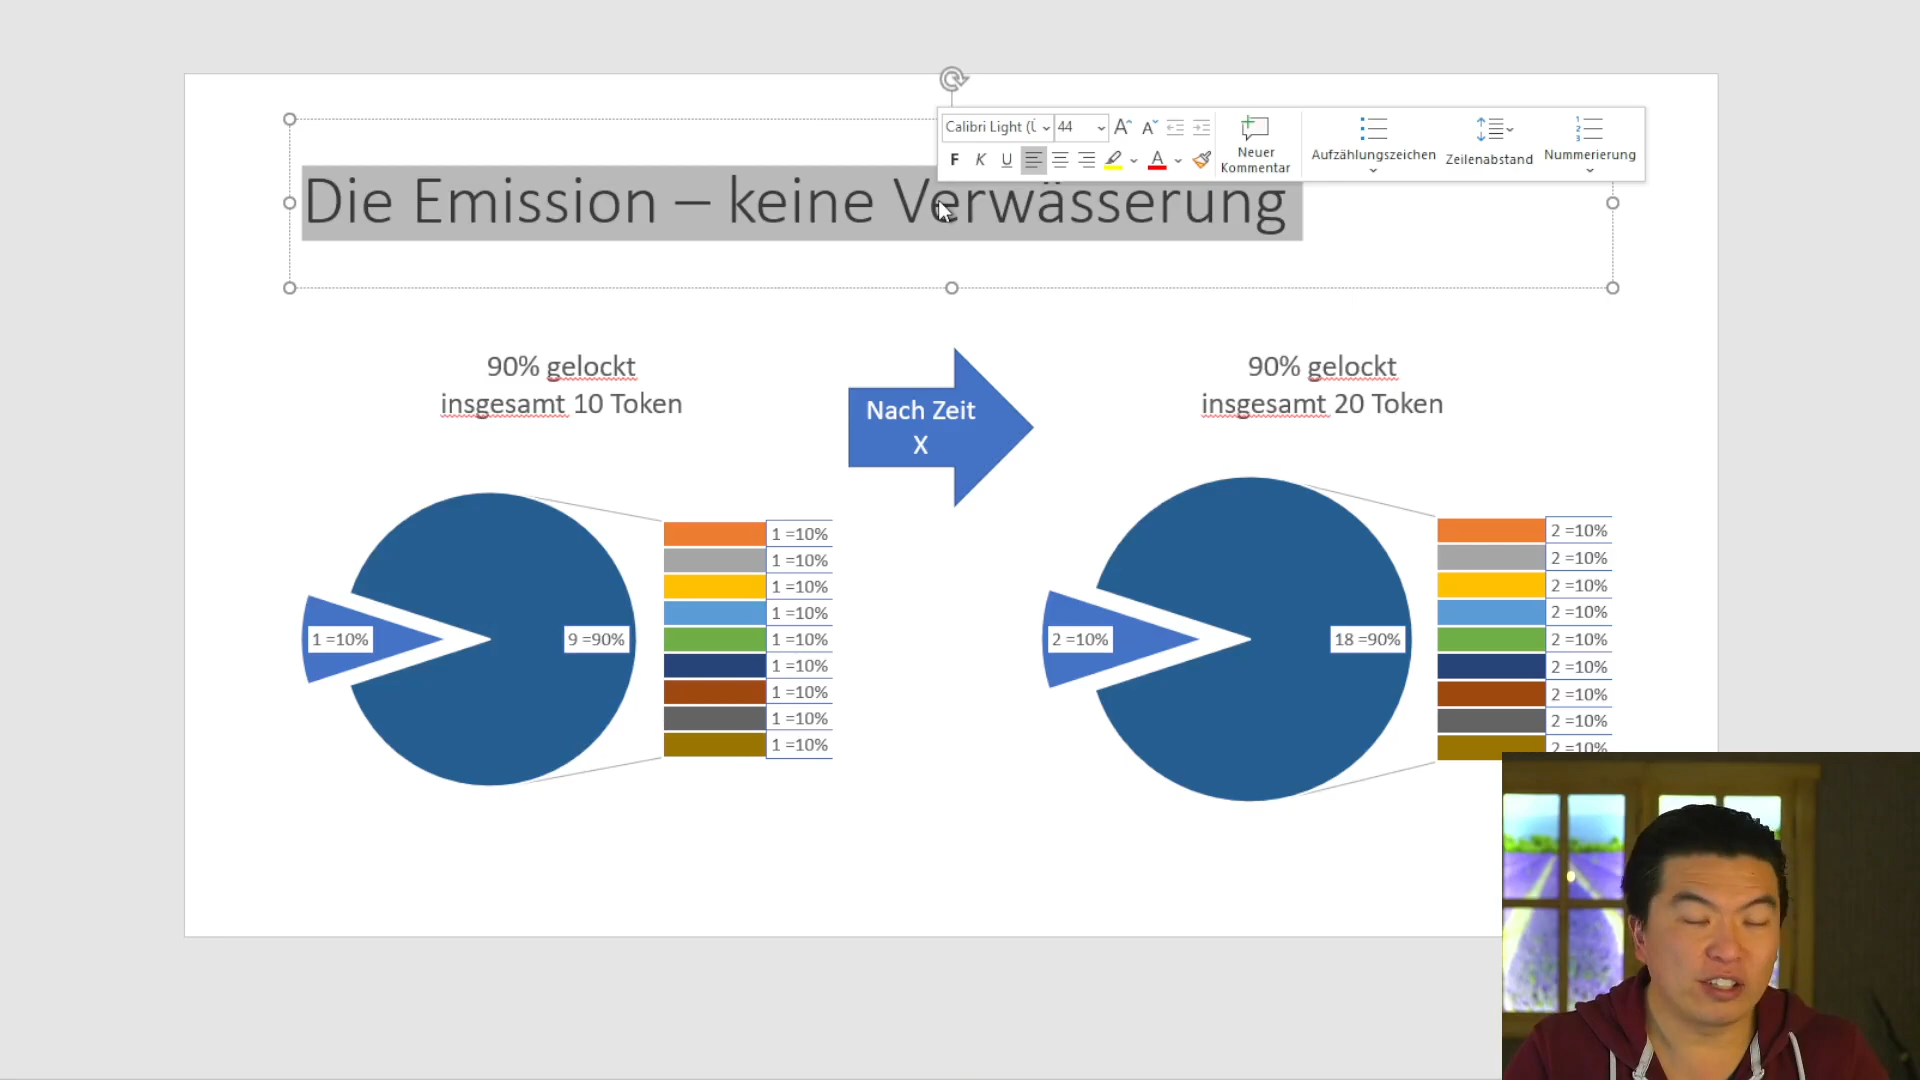 Calibri Light (Ü
44
F K U
Neuer
Kommentar
Aufzählungszeichen
Zeilenabstand
Nummerierung
Die Emission – keine Verwässerung
90% gelockt
insgesamt 10 Token
Nach Zeit
X
90% gelockt
insgesamt 20 Token
1 =10%
9 =90%
1 =10%
1 =10%
1 =10%
1 =10%
1 =10%
1 =10%
1 =10%
1 =10%
1 =10%
2 =10%
18 =90%
2 =10%
2 =10%
2 =10%
2 =10%
2 =10%
2 =10%
2 =10%
2 =10%
2 =10%